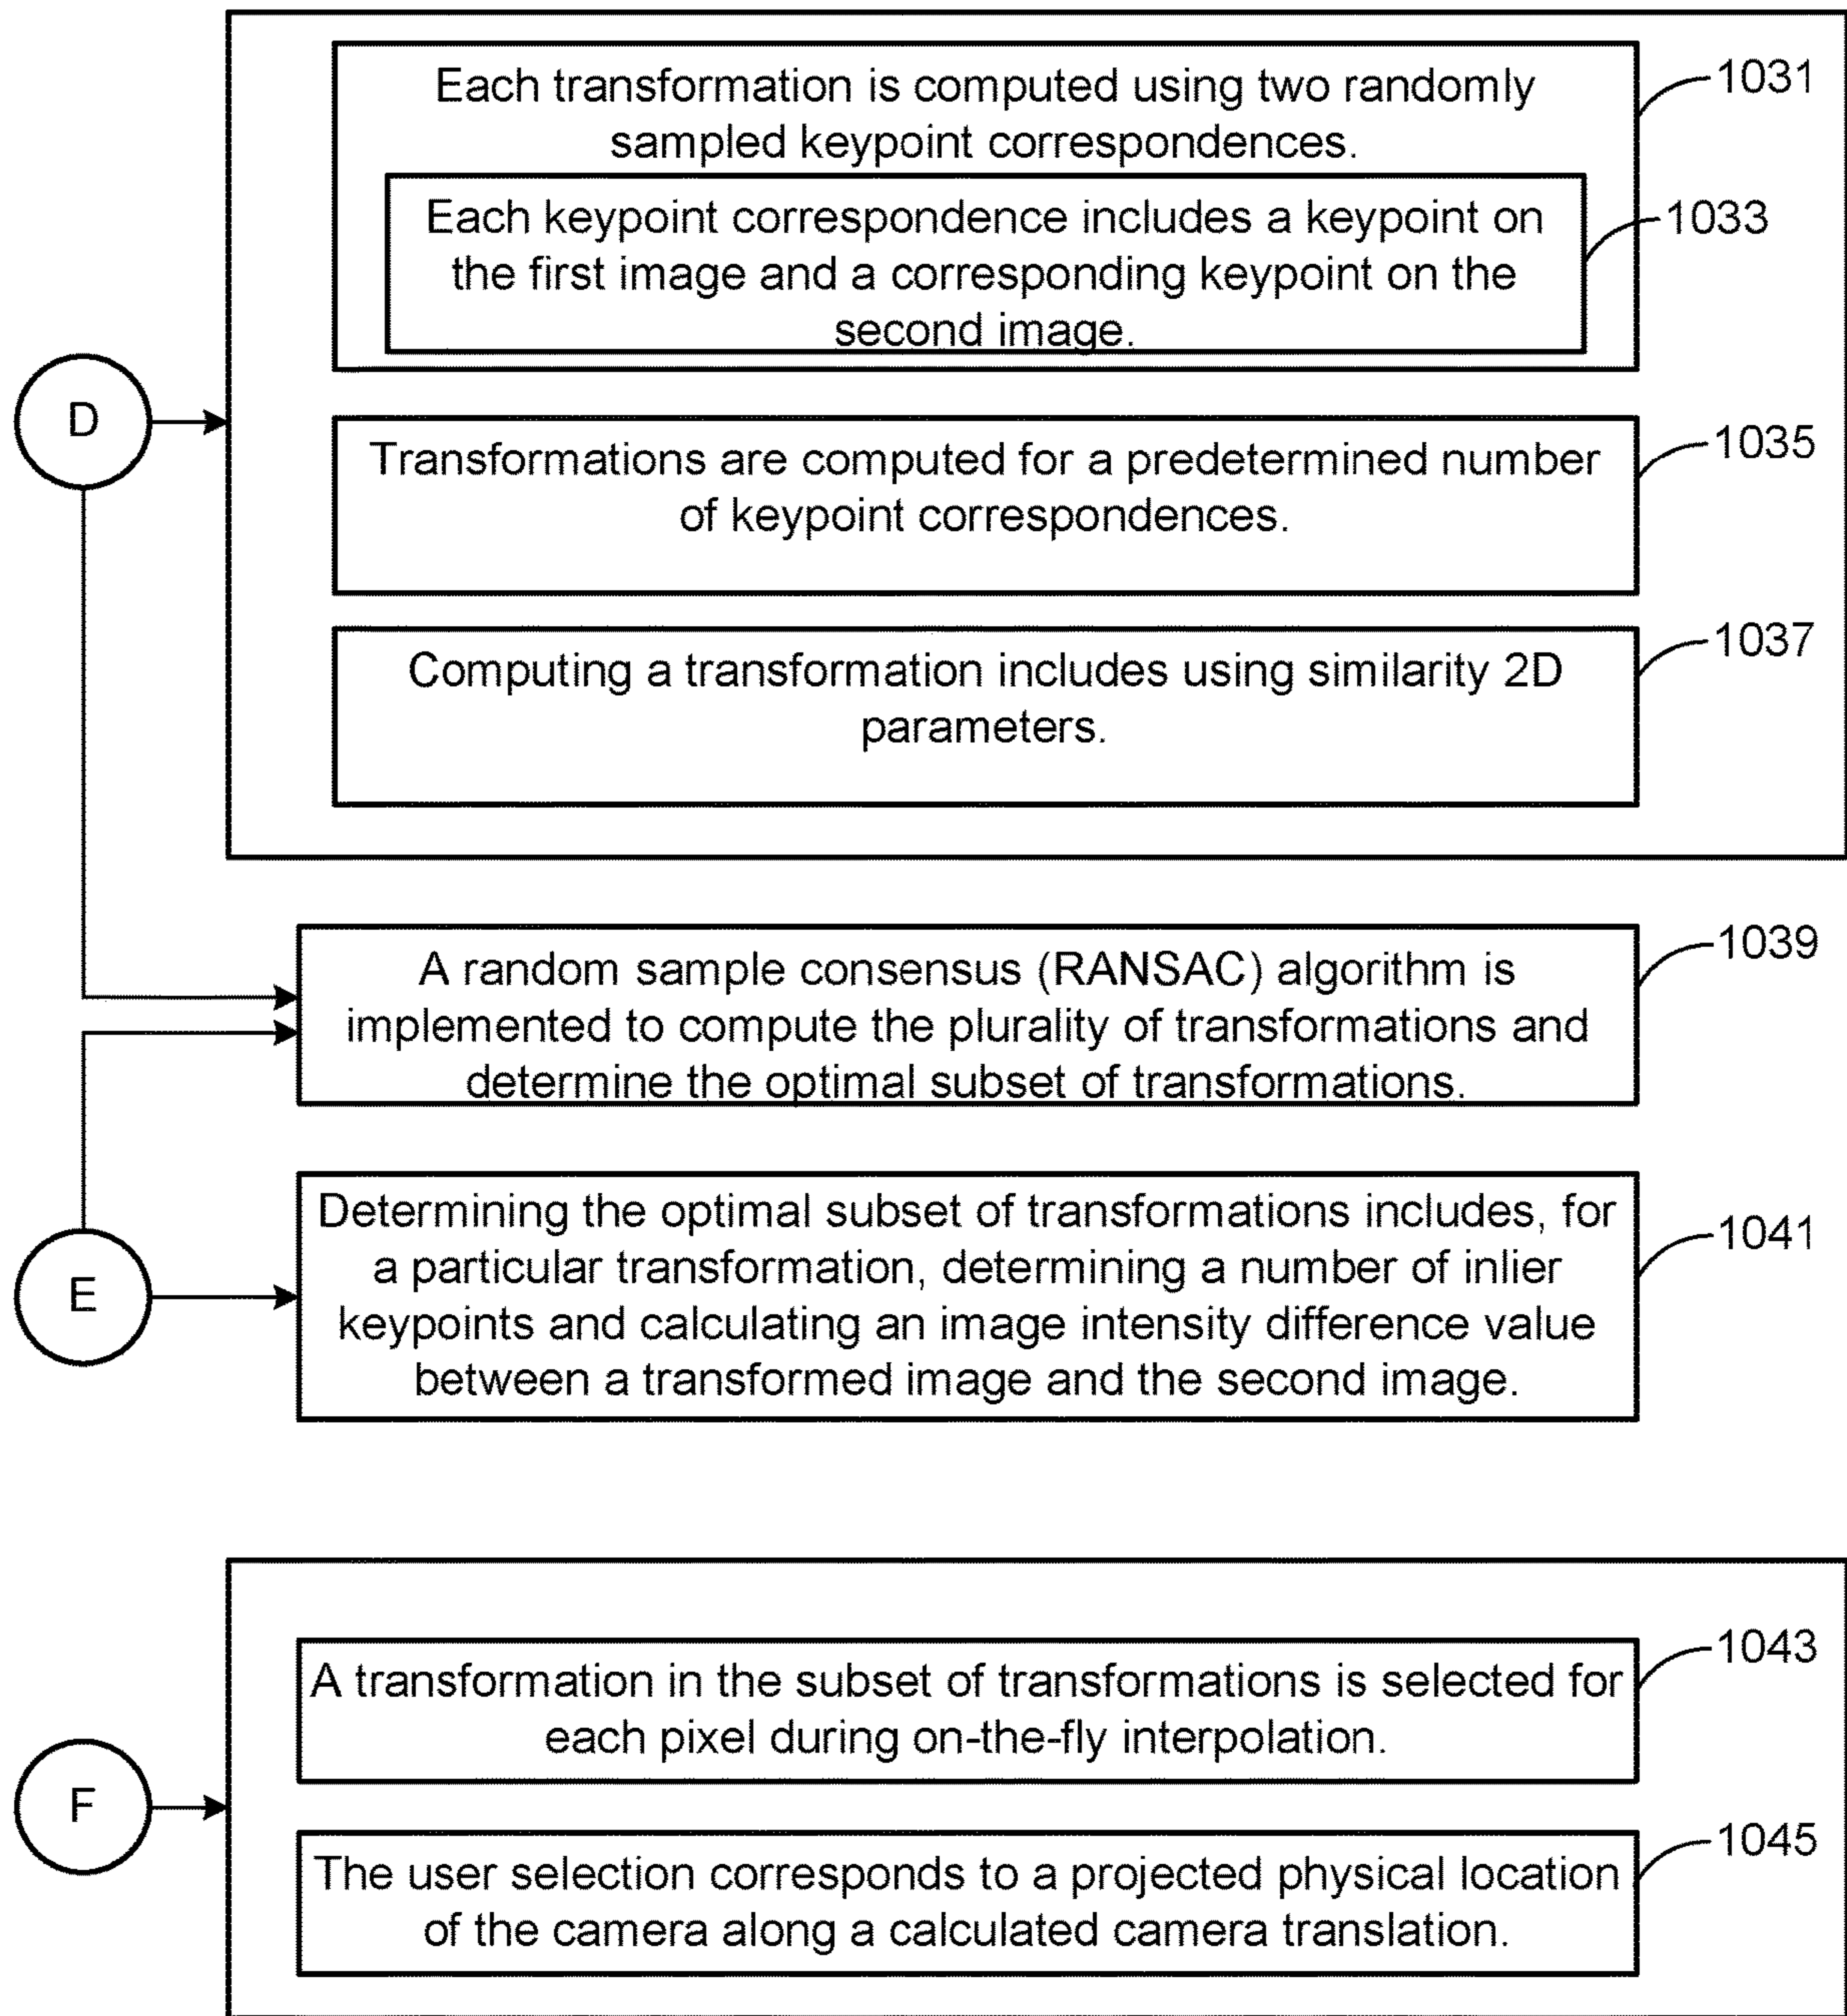 Each transformation is computed using two randomly
sampled keypoint correspondences.
1031
Each keypoint correspondence includes a keypoint on
the first image and a corresponding keypoint on the
second image.
1033
D
Transformations are computed for a predetermined number
of keypoint correspondences.
1035
Computing a transformation includes using similarity 2D
parameters.
1037
A random sample consensus (RANSAC) algorithm is
implemented to compute the plurality of transformations and
determine the optimal subset of transformations.
1039
E
Determining the optimal subset of transformations includes, for
a particular transformation, determining a number of inlier
keypoints and calculating an image intensity difference value
between a transformed image and the second image.
1041
F
A transformation in the subset of transformations is selected for
each pixel during on-the-fly interpolation.
1043
The user selection corresponds to a projected physical location
of the camera along a calculated camera translation.
1045